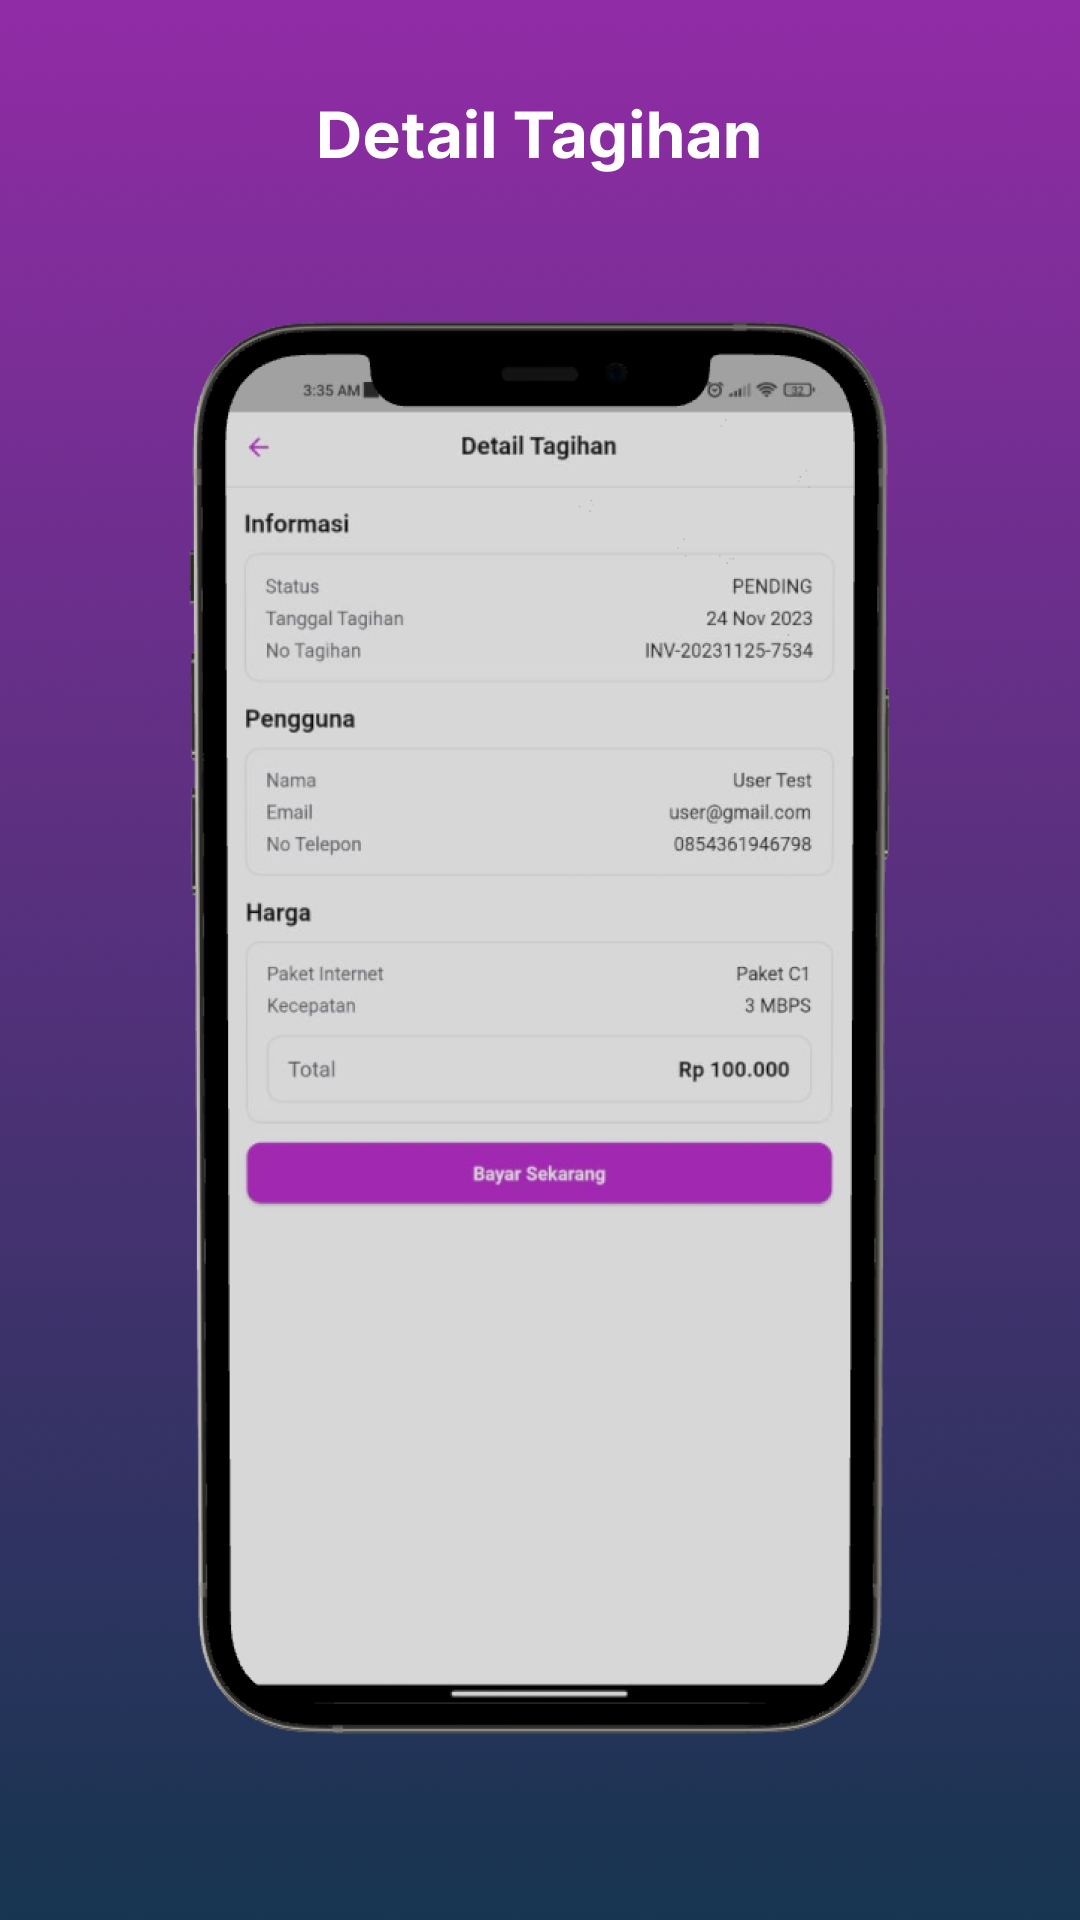 Detail Tagihan
3:35 AM
32
Detail Tagihan
Informasi
Status PENDING
Tanggal Tagihan 24 Nov 2023
No Tagihan INV-20231125-7534
Pengguna
Nama User Test
Email user@gmail.com
No Telepon 0854361946798
Harga
Paket Internet Paket C1
Kecepatan 3 MBPS
Total Rp 100.000
Bayar Sekarang